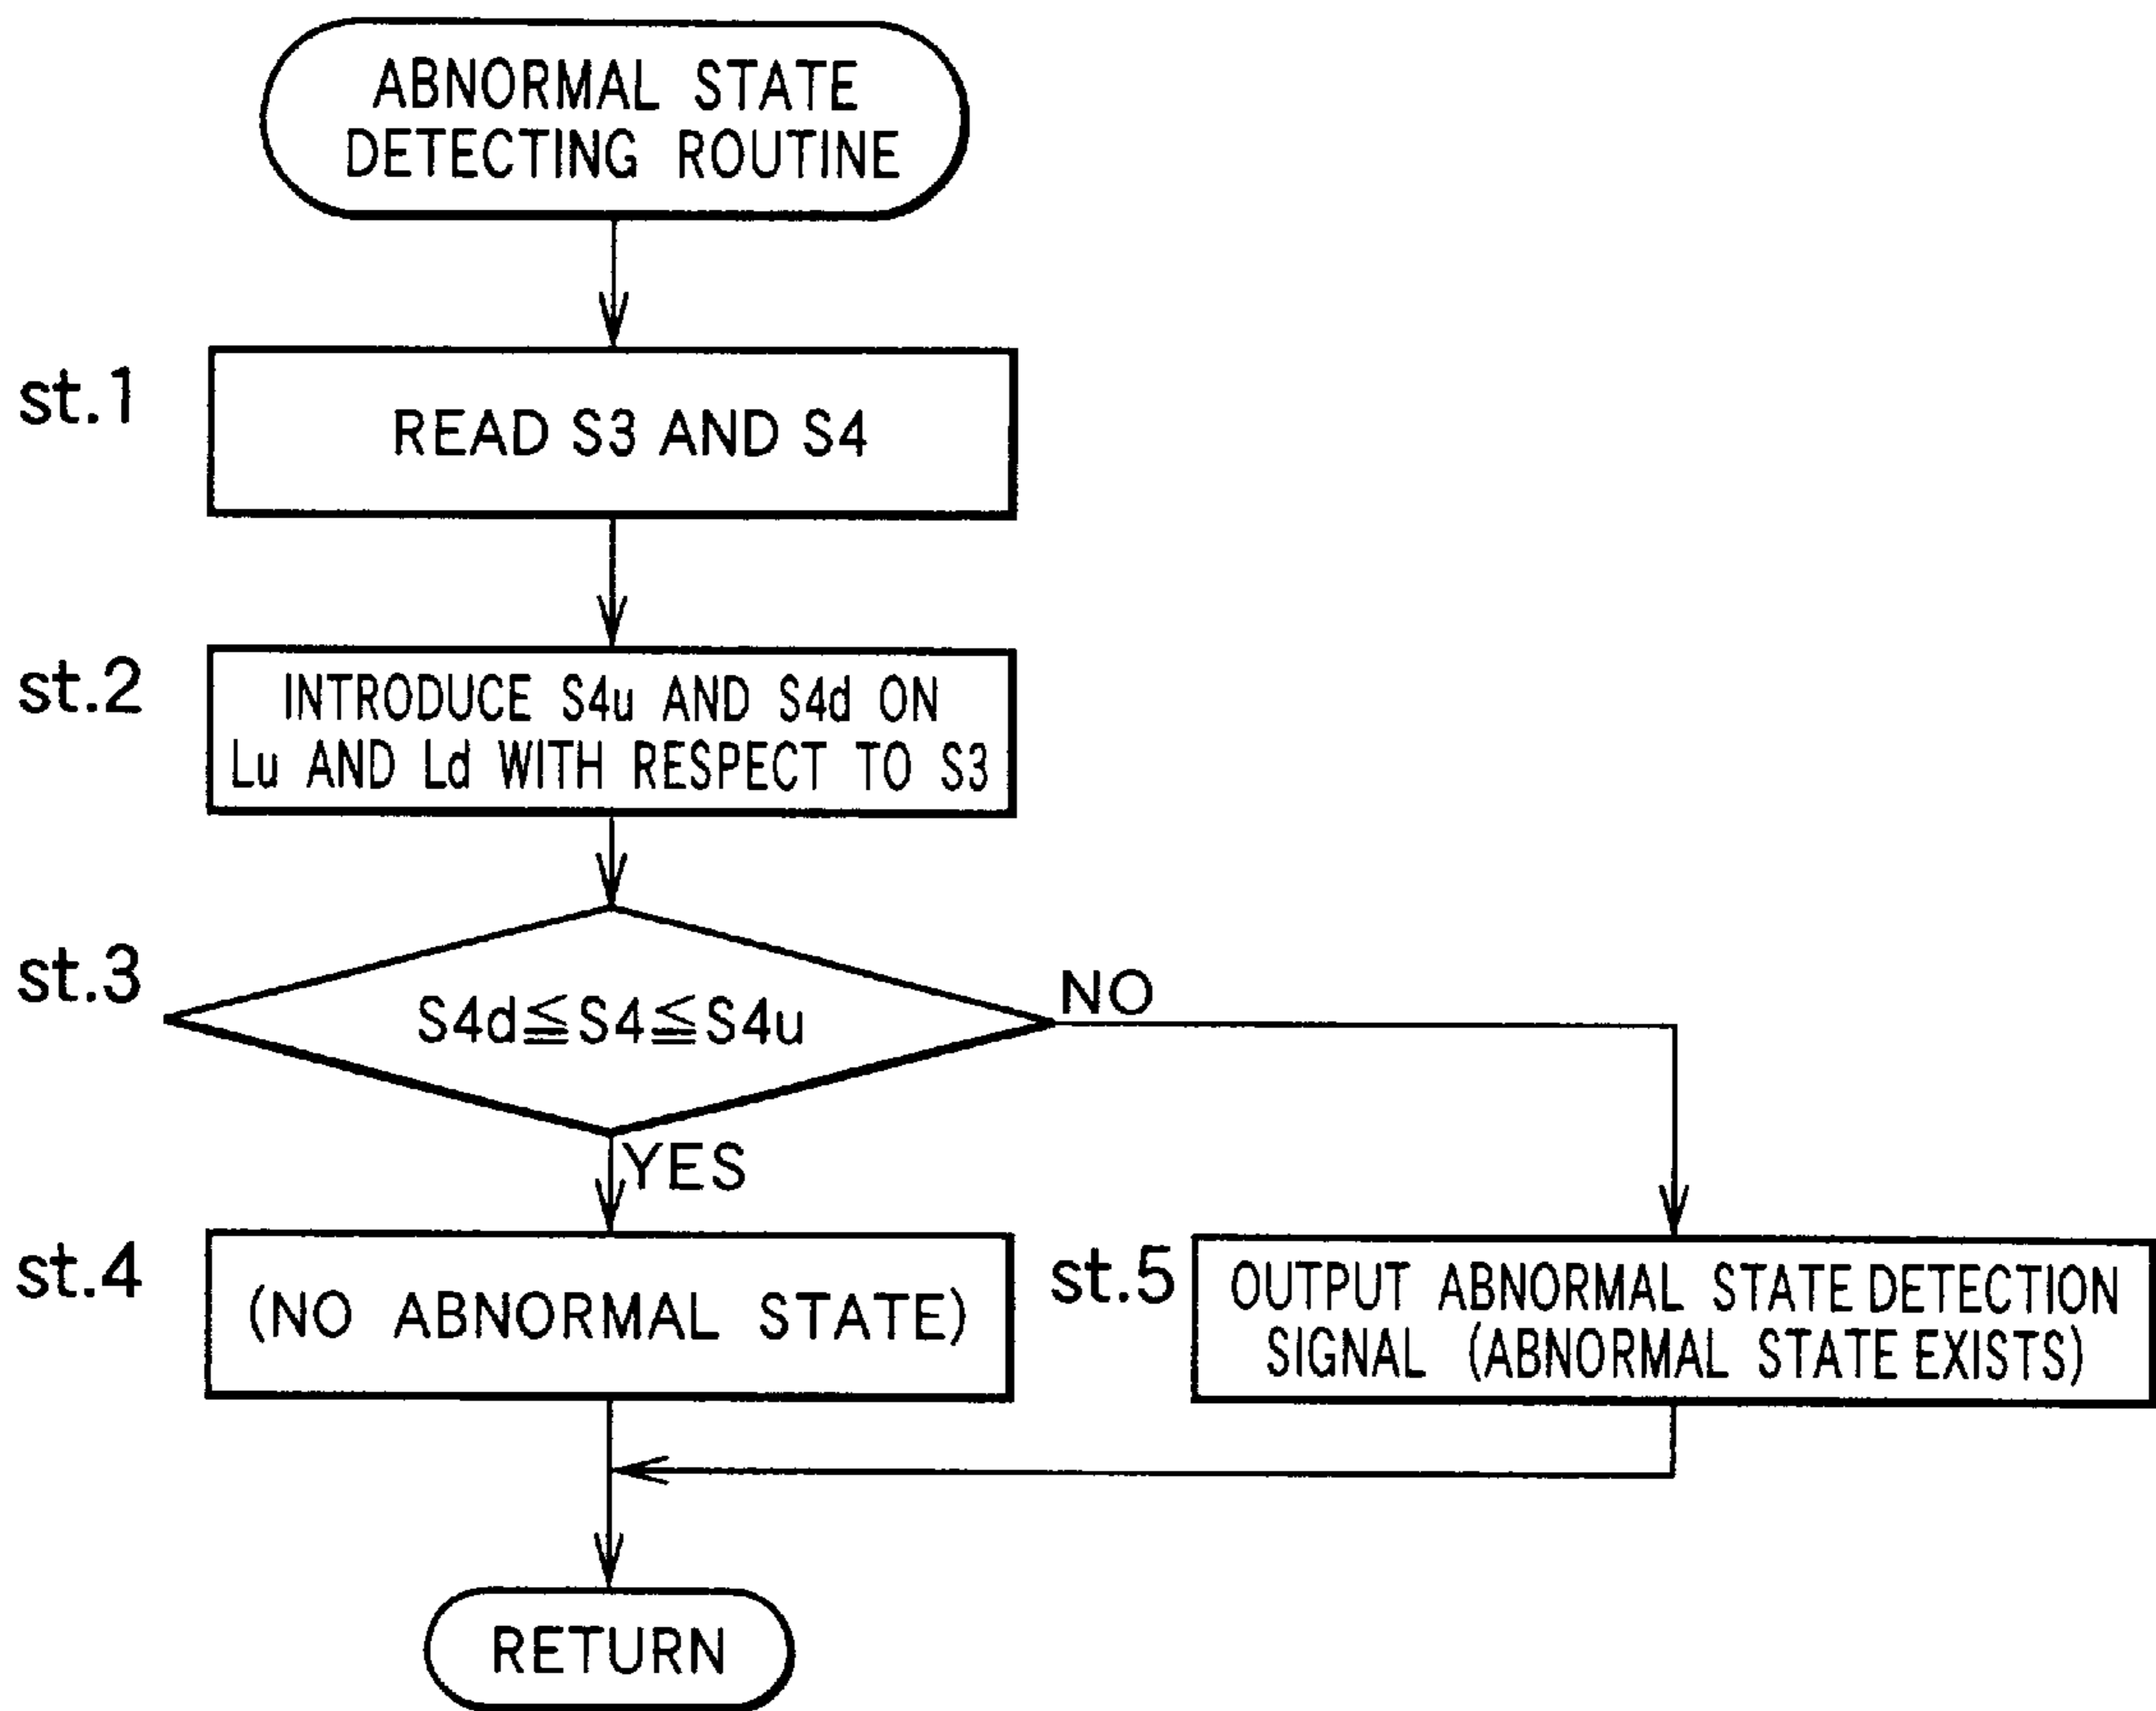 ABNORMAL STATE
DETECTING ROUTINE
st.1
READ S3 AND S4
st.2
INTRODUCE S4u AND S4d ON
Lu AND Ld WITH RESPECT TO S3
st.3
S4d≦S4≦S4u
NO
YES
st.4
(NO ABNORMAL STATE)
st.5
OUTPUT ABNORMAL STATE DETECTION
SIGNAL (ABNORMAL STATE EXISTS)
RETURN